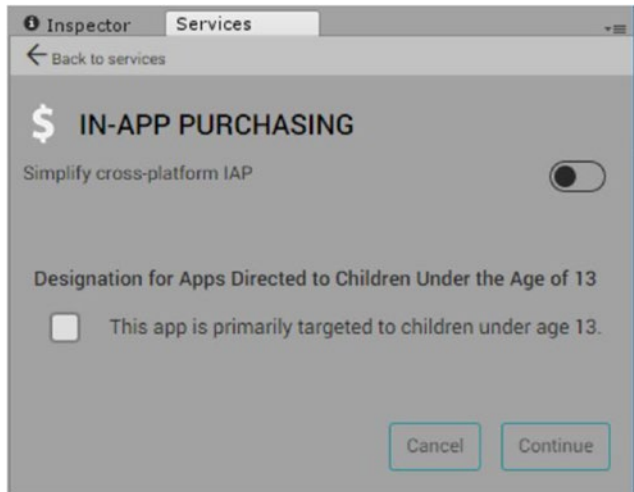 Inspector Services
Back to services
$ IN-APP PURCHASING
Simplify cross-platform IAP
Designation for Apps Directed to Children Under the Age of 13
This app is primarily targeted to children under age 13.
Cancel Continue